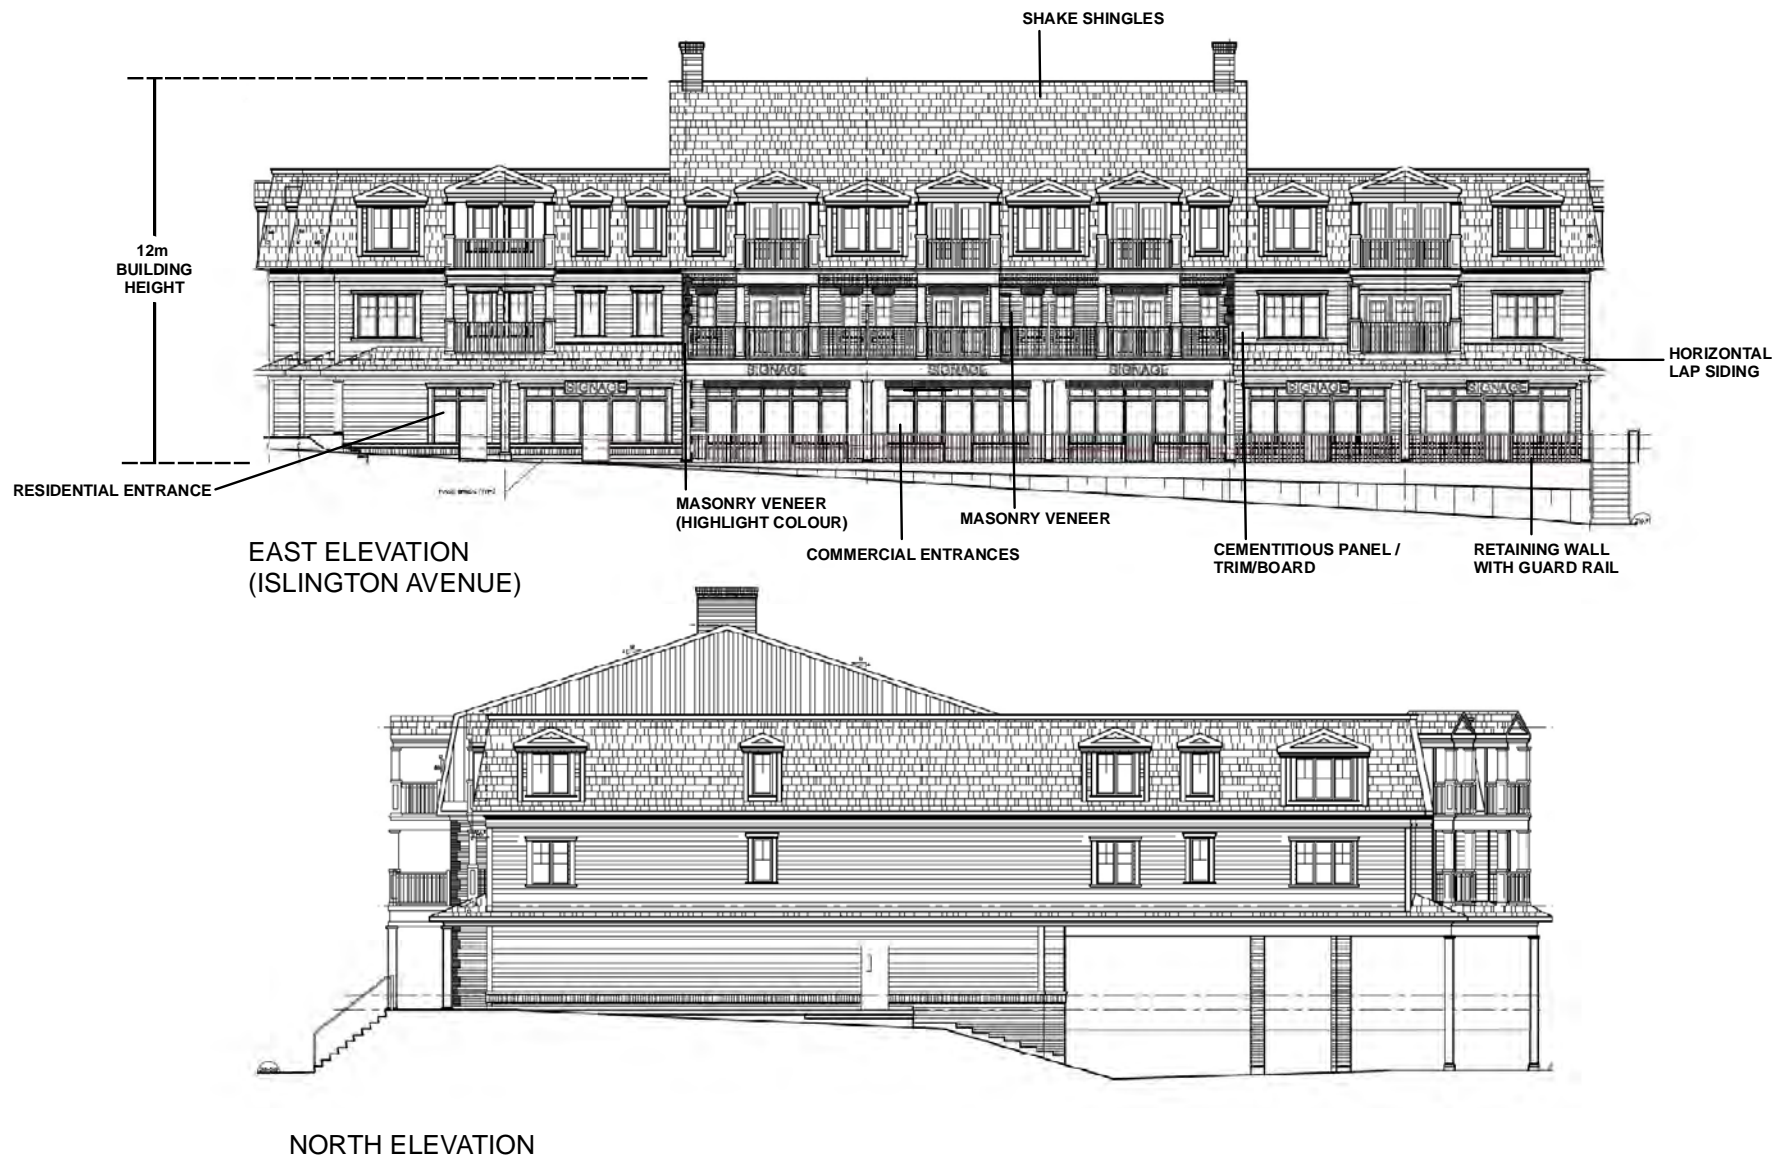 SHAKE SHINGLES
12m
BUILDING
HEIGHT
SIGNAGE
SIGNAGE
SIGNAGE
SIGNAGE
SIGNAGE
SIGNAGE
HORIZONTAL
LAP SIDING
RESIDENTIAL ENTRANCE
MASONRY VENEER
(HIGHLIGHT COLOUR)
MASONRY VENEER
COMMERCIAL ENTRANCES
CEMENTITIOUS PANEL /
TRIM/BOARD
RETAINING WALL
WITH GUARD RAIL
EAST ELEVATION
(ISLINGTON AVENUE)
NORTH ELEVATION